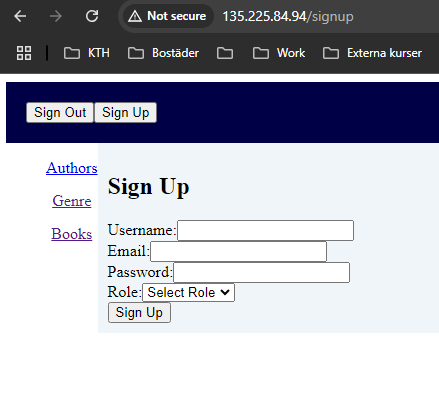 Not secure 135.225.84.94/signup
KTH Bostäder Work Externa kurser
Sign Out Sign Up
Authors
Sign Up
Genre
Books
Username:
Email:
Password:
Role: Select Role
Sign Up